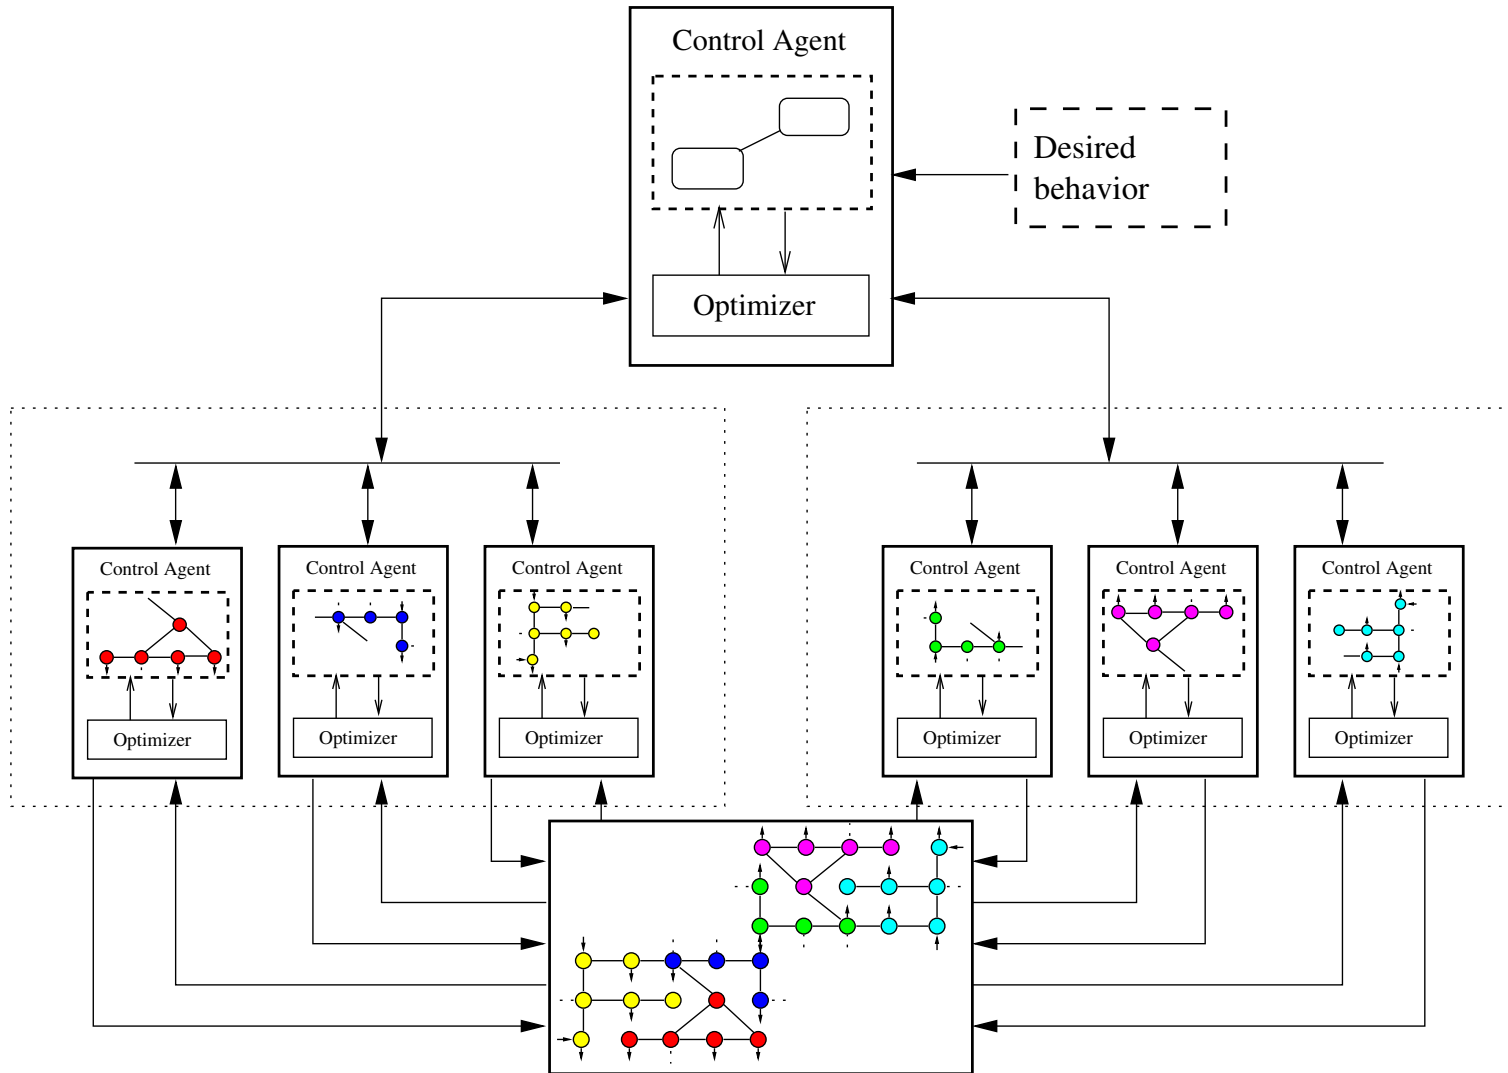 Control Agent
Desired
behavior
Optimizer
Control Agent
Control Agent
Control Agent
Control Agent
Control Agent
Control Agent
Optimizer
Optimizer
Optimizer
Optimizer
Optimizer
Optimizer